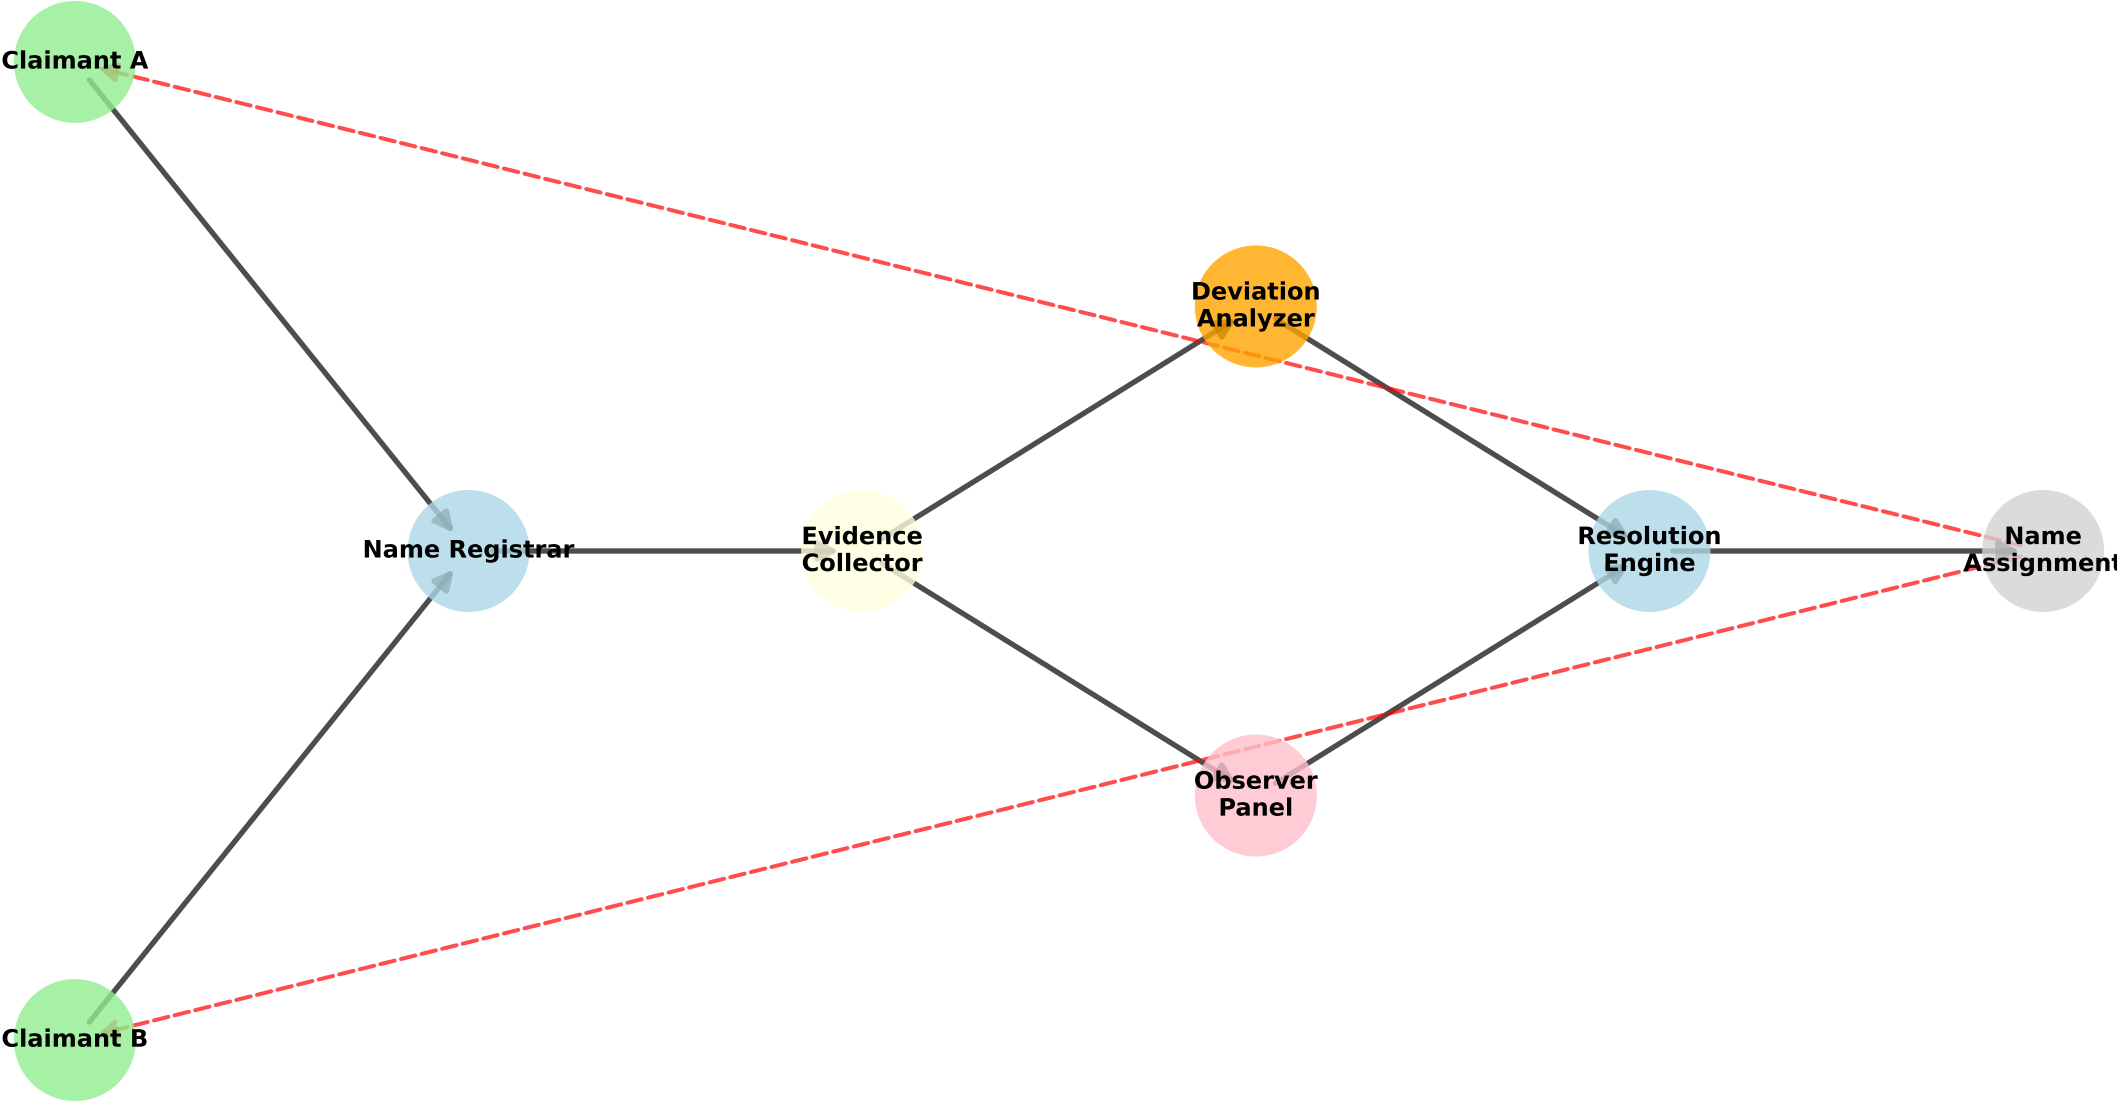 Claimant A
Deviation
Analyzer
Name Registrar
Evidence
Collector
Resolution
Engine
Name
Assignment
Observer
Panel
Claimant B